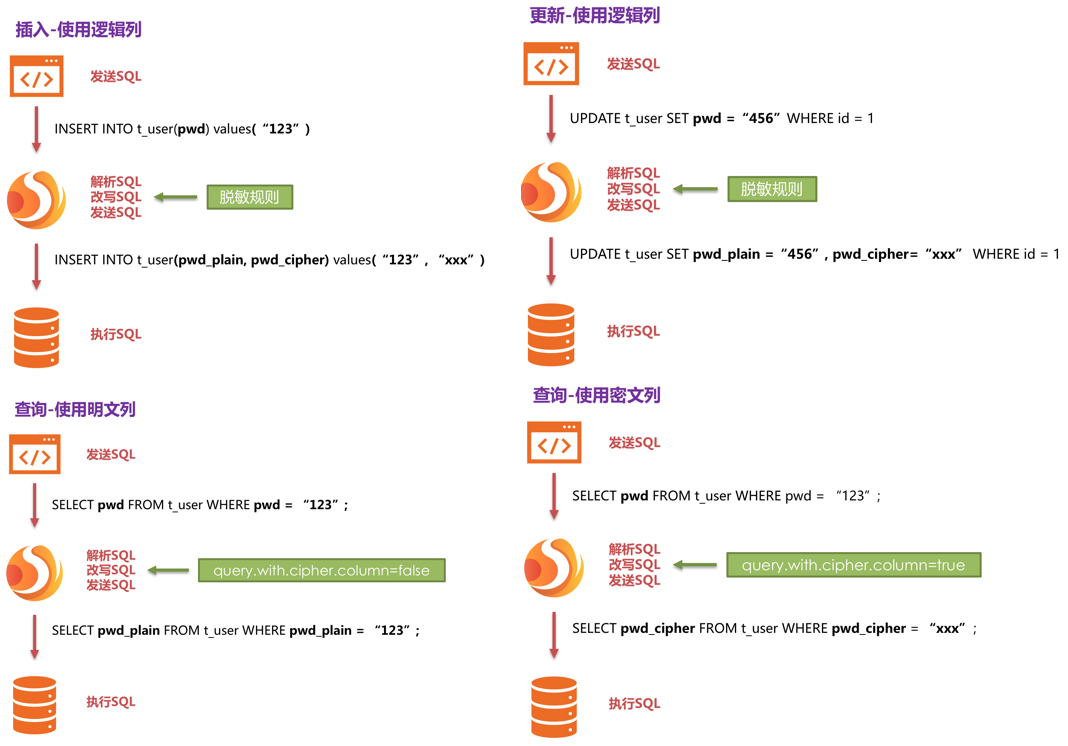 插入-使用逻辑列
</>
发送SQL
INSERT INTO t_user(pwd) values(“123”)
解析SQL
改写SQL
发送SQL
脱敏规则
INSERT INTO t_user(pwd_plain, pwd_cipher) values(“123”, “xxx”)
执行SQL
更新-使用逻辑列
</>
发送SQL
UPDATE t_user SET pwd =“456” WHERE id = 1
解析SQL
改写SQL
发送SQL
脱敏规则
UPDATE t_user SET pwd_plain =“456”, pwd_cipher=“xxx” WHERE id = 1
执行SQL
查询-使用明文列
</>
发送SQL
SELECT pwd FROM t_user WHERE pwd = “123”;
解析SQL
改写SQL
发送SQL
query.with.cipher.column=false
SELECT pwd_plain FROM t_user WHERE pwd_plain = “123”;
执行SQL
查询-使用密文列
</>
发送SQL
SELECT pwd FROM t_user WHERE pwd = “123”;
解析SQL
改写SQL
发送SQL
query.with.cipher.column=true
SELECT pwd_cipher FROM t_user WHERE pwd_cipher = “xxx”;
执行SQL